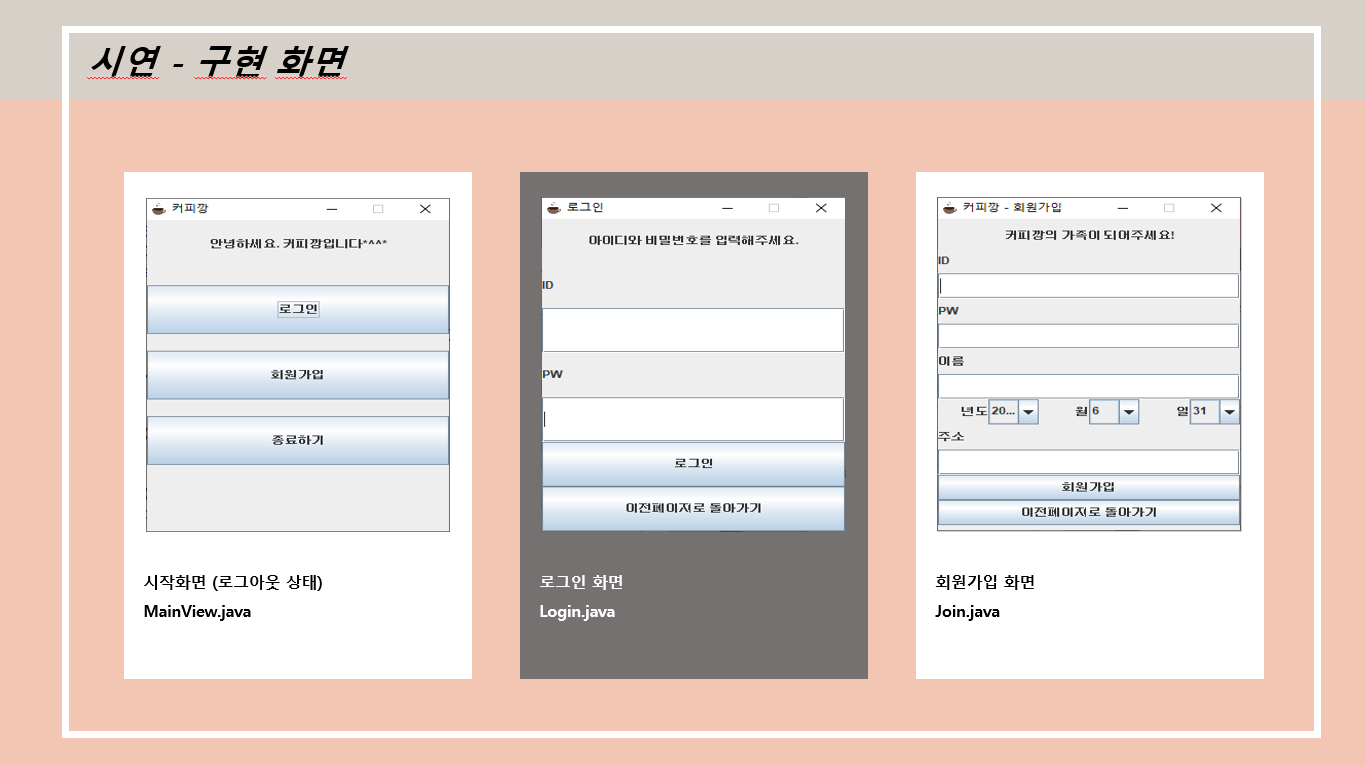 시연 - 구현 화면
커피깡
안녕하세요. 커피깡입니다*^^*
로그인
회원가입
종료하기
시작화면 (로그아웃 상태)
MainView.java
로그인
아이디와 비밀번호를 입력해주세요.
ID
PW
로그인
이전페이지로 돌아가기
로그인 화면
Login.java
커피깡 - 회원가입
커피깡의 가족이 되어주세요!
ID
PW
이름
년도 20... 월 6 일 31
주소
회원가입
이전페이지로 돌아가기
회원가입 화면
Join.java